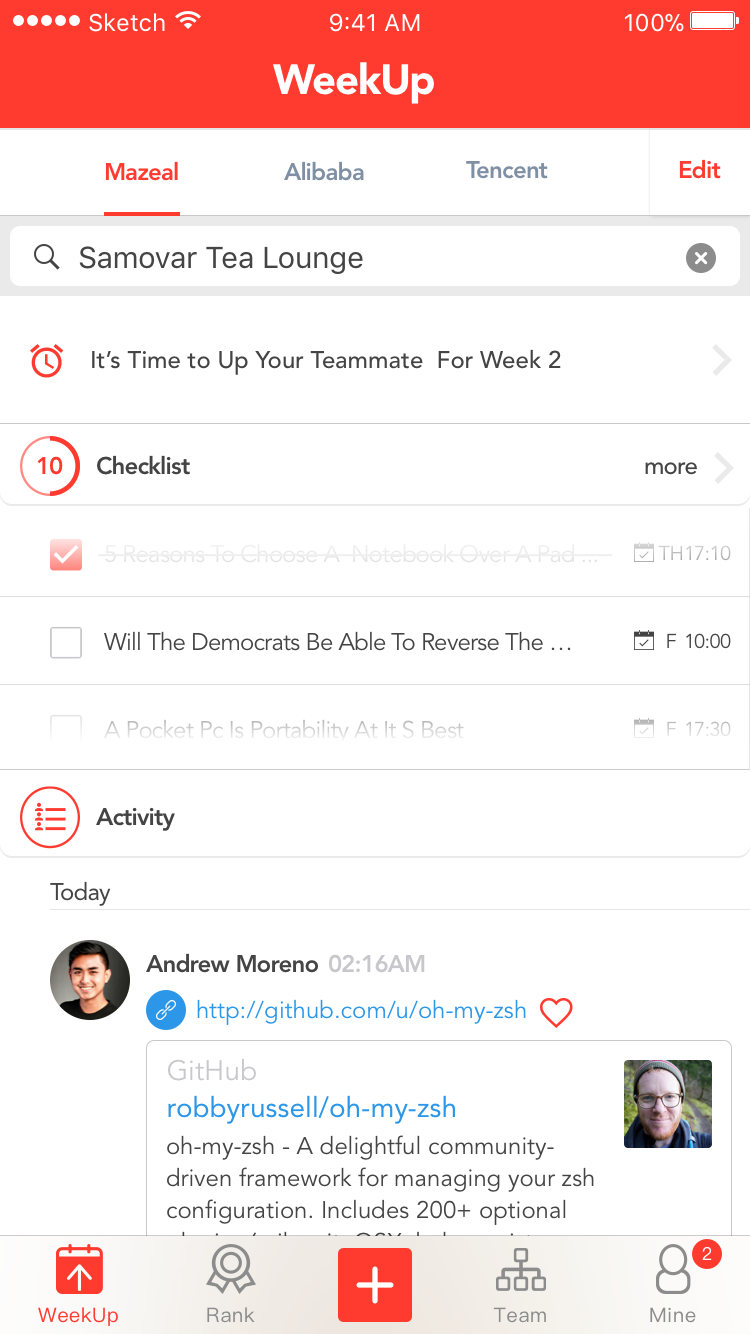 Sketch 9:41 AM 100%
WeekUp
Mazeal Alibaba Tencent Edit
Samovar Tea Lounge
It’s Time to Up Your Teammate For Week 2
10 Checklist more
5 Reasons To Choose A Notebook Over A Pad ... TH17:10
Will The Democrats Be Able To Reverse The ... F 10:00
A Pocket Pc Is Portability At It S Best F 17:30
Activity
Today
Andrew Moreno 02:16AM
http://github.com/u/oh-my-zsh
GitHub
robbyrussell/oh-my-zsh
oh-my-zsh - A delightful community-
driven framework for managing your zsh
configuration. Includes 200+ optional
2
WeekUp Rank Team Mine